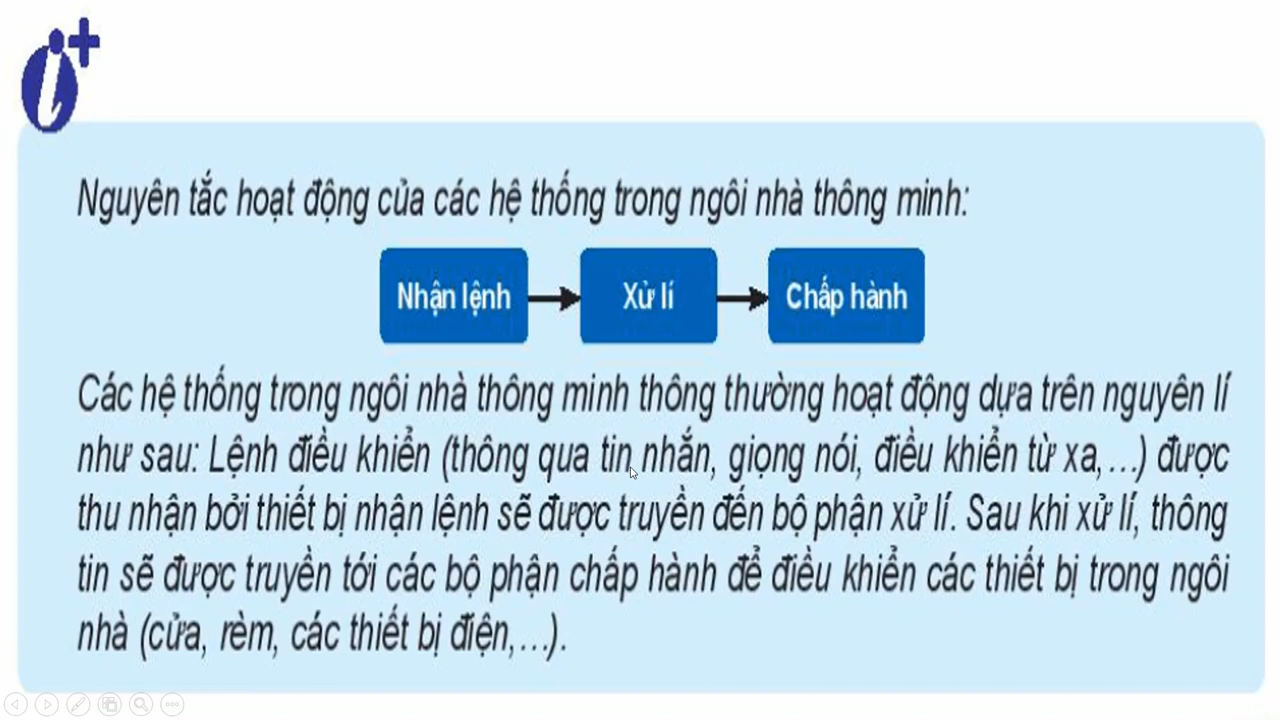 i+
Nguyên tắc hoạt động của các hệ thống trong ngôi nhà thông minh:
Nhận lệnh
Xử lí
Chấp hành
Các hệ thống trong ngôi nhà thông minh thông thường hoạt động dựa trên nguyên lí
như sau: Lệnh điều khiển (thông qua tin nhắn, giọng nói, điều khiển từ xa,...) được
thu nhận bởi thiết bị nhận lệnh sẽ được truyền đến bộ phận xử lí. Sau khi xử lí, thông
tin sẽ được truyền tới các bộ phận chấp hành để điều khiển các thiết bị trong ngôi
nhà (cửa, rèm, các thiết bị điện,...).